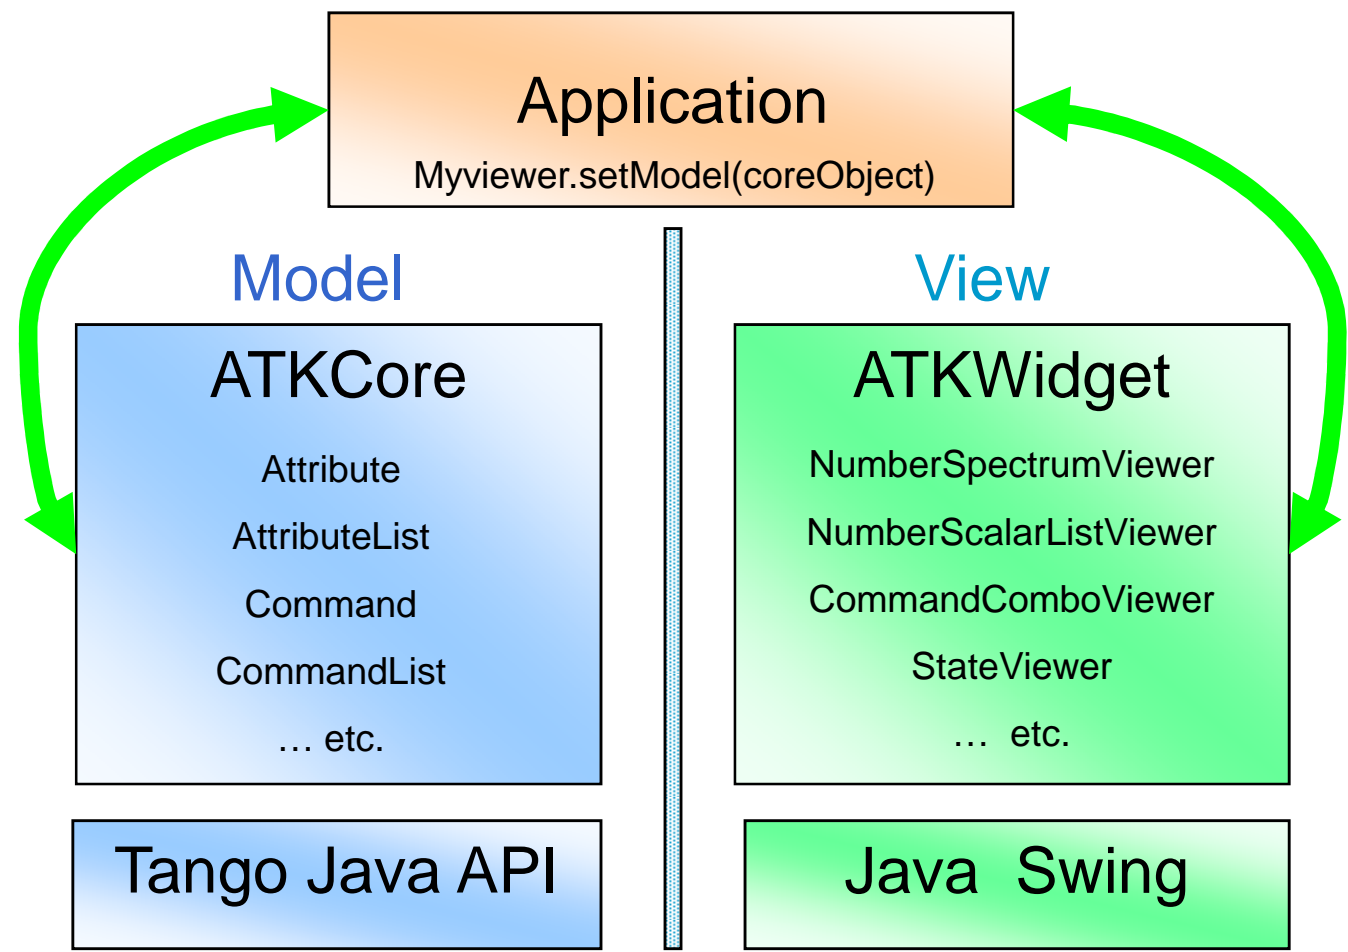 Application
Myviewer.setModel(coreObject)
Model
ATKCore
Attribute
AttributeList
Command
CommandList
… etc.
Tango Java API
View
ATKWidget
NumberSpectrumViewer
NumberScalarListViewer
CommandComboViewer
StateViewer
… etc.
Java Swing